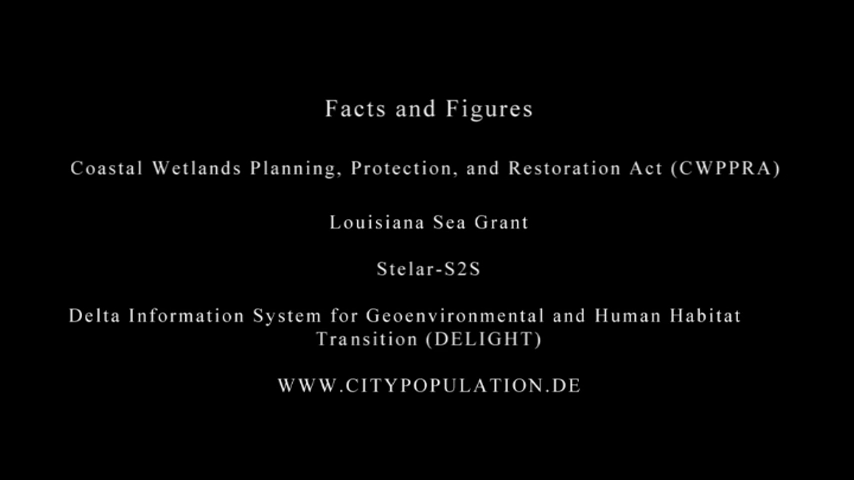 Facts and Figures
Coastal Wetlands Planning, Protection, and Restoration Act (CWPPRA)
Louisiana Sea Grant
Stelar-S2S
Delta Information System for Geoenvironmental and Human Habitat
Transition (DELIGHT)
WWW.CITYPOPULATION.DE